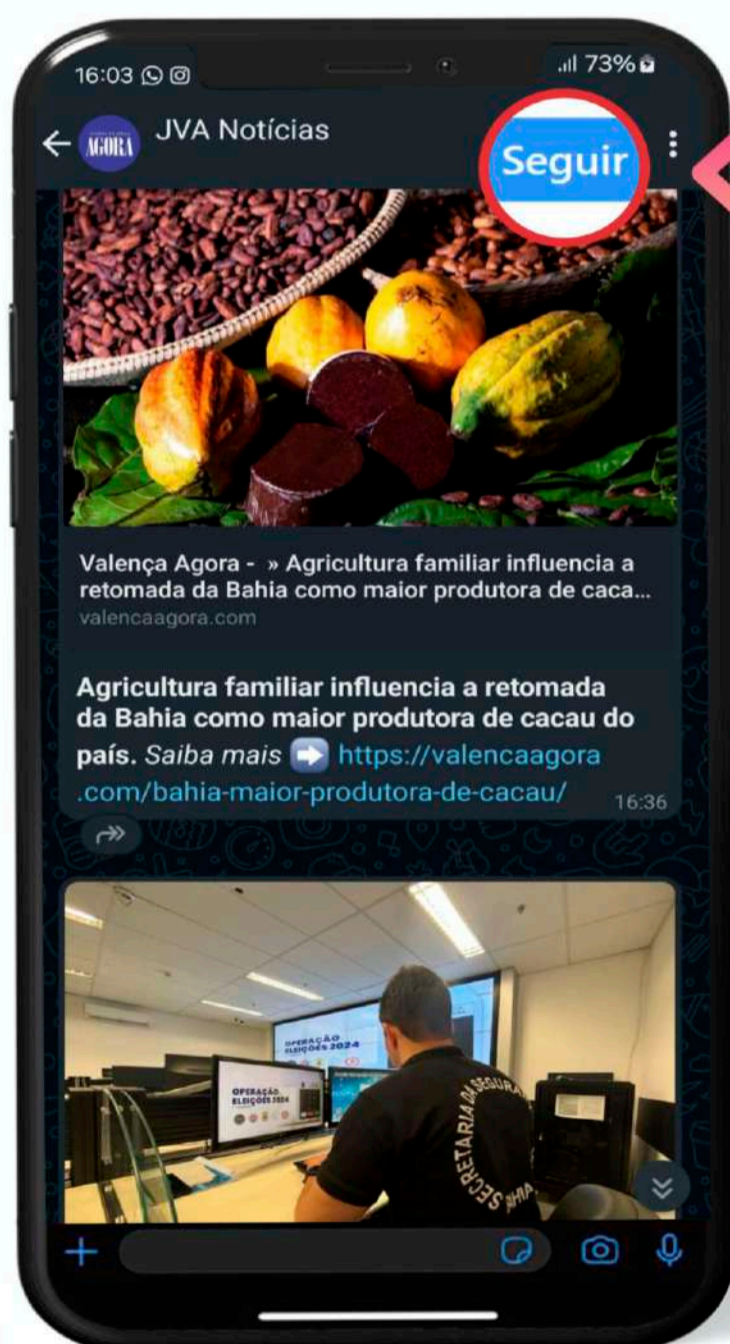 16:03
73%
AGORA
JVA Notícias
Seguir
Valença Agora - » Agricultura familiar influencia a
retomada da Bahia como maior produtora de caca...
valencaagora.com
Agricultura familiar influencia a retomada
da Bahia como maior produtora de cacau do
país. Saiba mais ➡️ https://valencaagora
.com/bahia-maior-produtora-de-cacau/
16:36
OPERAÇÃO
ELEIÇÕES 2024
OPERAÇÃO
ELEIÇÕES 2024
SECRETARIA DA SEGURA
BAHIA